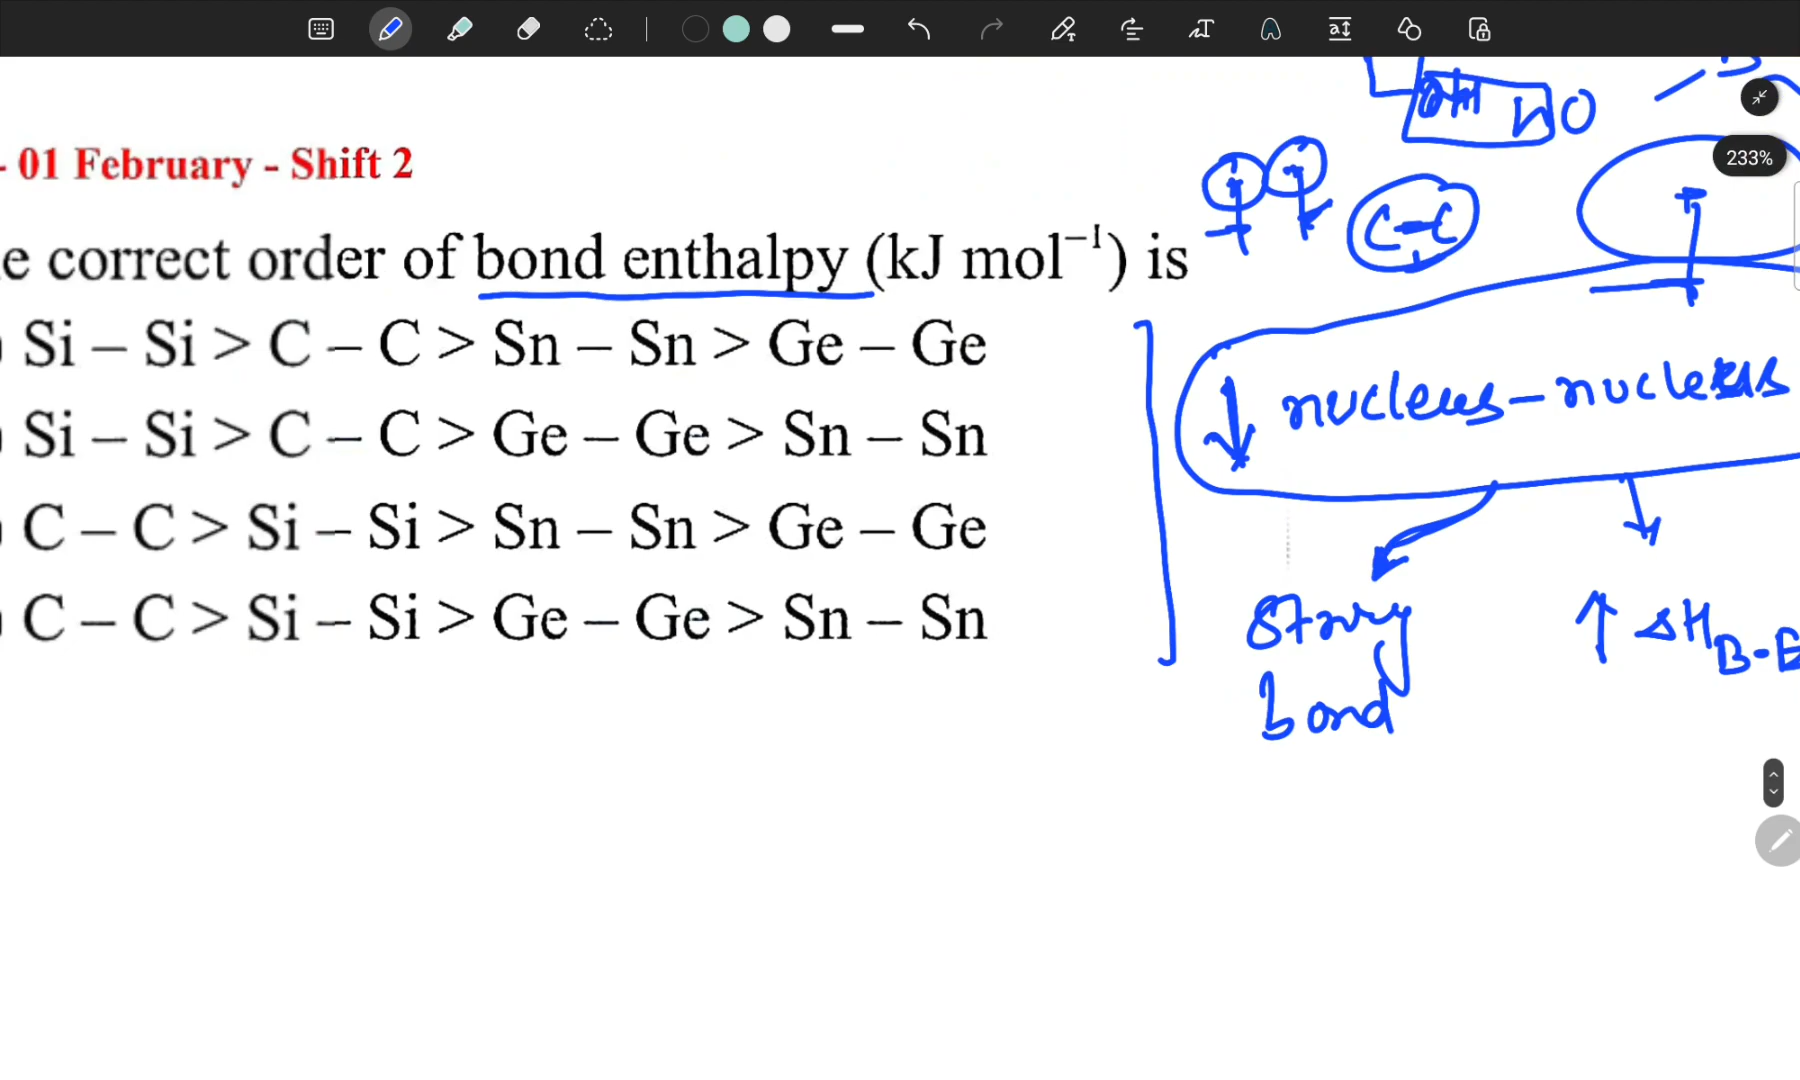 - 01 February - Shift 2
e correct order of bond enthalpy (kJ mol⁻¹) is
Si – Si > C – C > Sn – Sn > Ge – Ge
Si – Si > C – C > Ge – Ge > Sn – Sn
C – C > Si – Si > Sn – Sn > Ge – Ge
C – C > Si – Si > Ge – Ge > Sn – Sn
C–C
233%
↓ nucleus – nucleus
strong
bond
↑ ΔH B-E